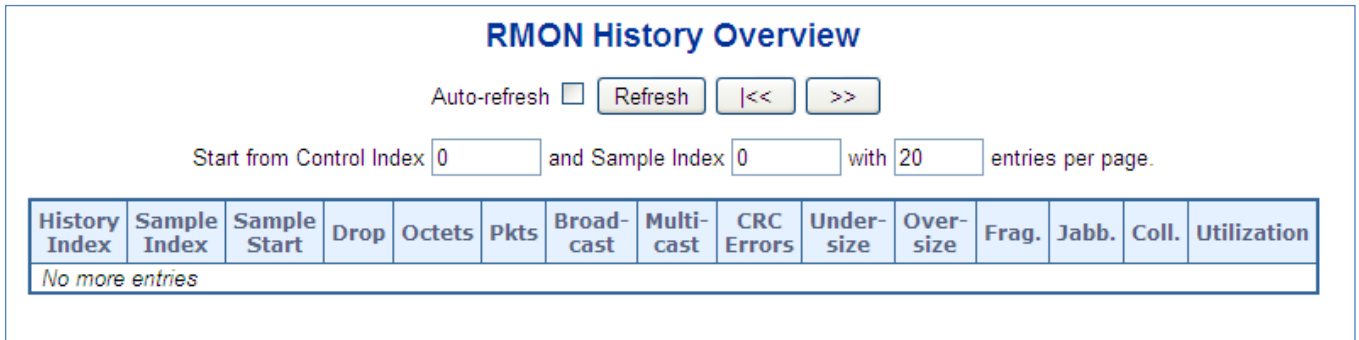 RMON History Overview
Auto-refresh Refresh |<< >>
Start from Control Index 0 and Sample Index 0 with 20 entries per page.
History Index Sample Index Sample Start Drop Octets Pkts Broad-cast Multi-cast CRC Errors Under-size Over-size Frag. Jabb. Coll. Utilization
No more entries